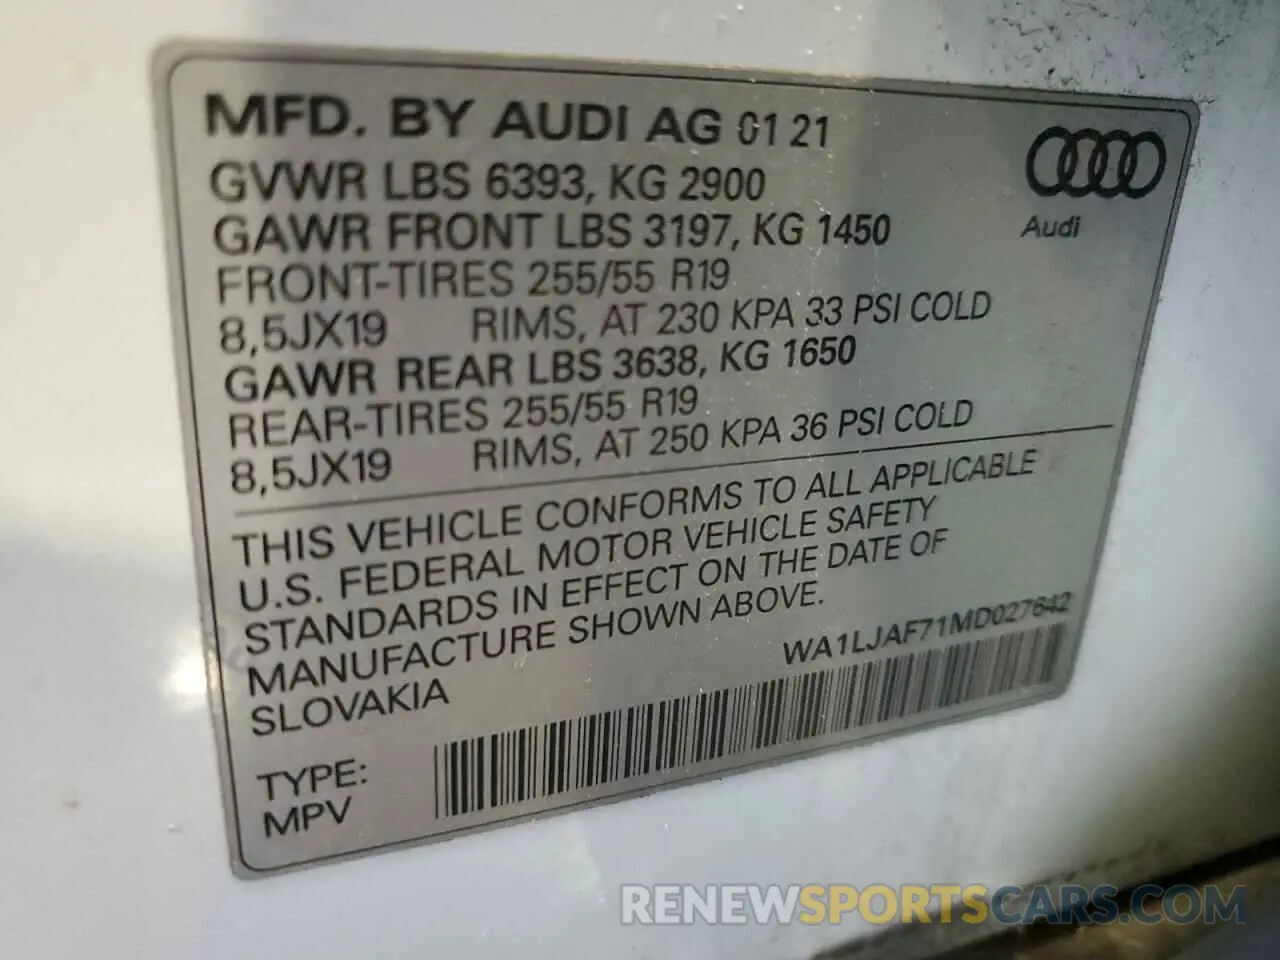 MFD. BY AUDI AG 01 21
GVWR LBS 6393, KG 2900
GAWR FRONT LBS 3197, KG 1450
FRONT-TIRES 255/55 R19
8,5JX19 RIMS, AT 230 KPA 33 PSI COLD
GAWR REAR LBS 3638, KG 1650
REAR-TIRES 255/55 R19
8,5JX19 RIMS, AT 250 KPA 36 PSI COLD
Audi
THIS VEHICLE CONFORMS TO ALL APPLICABLE
U.S. FEDERAL MOTOR VEHICLE SAFETY
STANDARDS IN EFFECT ON THE DATE OF
MANUFACTURE SHOWN ABOVE.
SLOVAKIA
WA1LJAF71MD027642
TYPE:
MPV
RENEWSPORTSCARS.COM